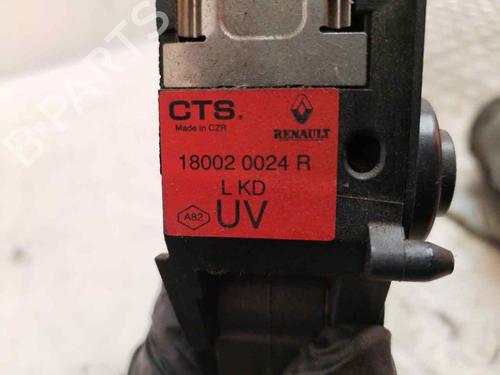 CTS.
Made in CZR
RENAULT
18002 0024 R
L KD
A82
UV
B-PARTS